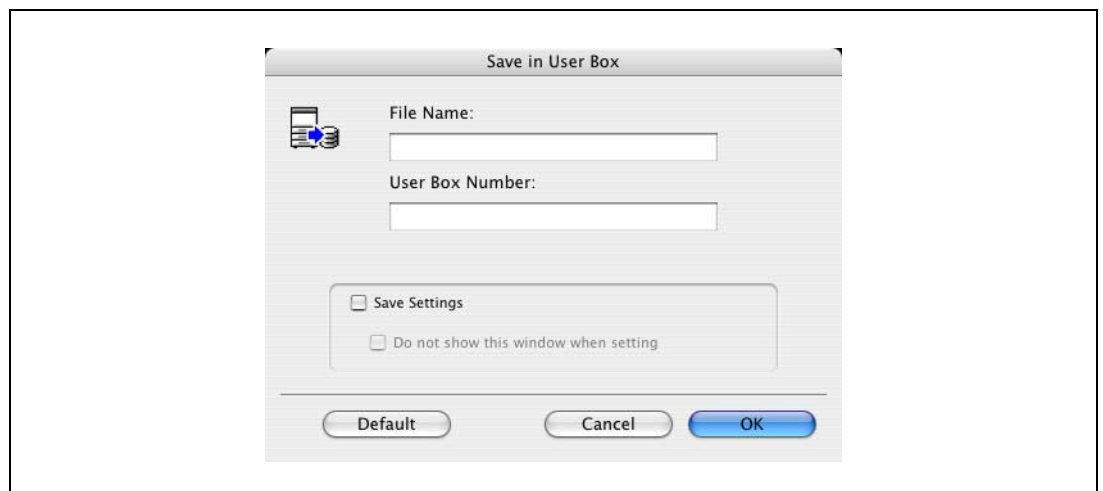 Save in User Box
File Name:
User Box Number:
Save Settings
Do not show this window when setting
Default Cancel OK